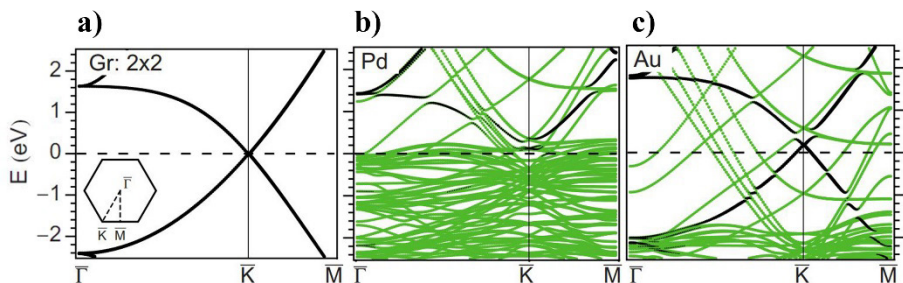 a) b) c)
Gr: 2x2 Pd Au
E (eV)
2
1
0
−1
−2
Γ̅
K̅ M̅
Γ̅ K̅ M̅ Γ̅ K̅ M̅ Γ̅ K̅ M̅